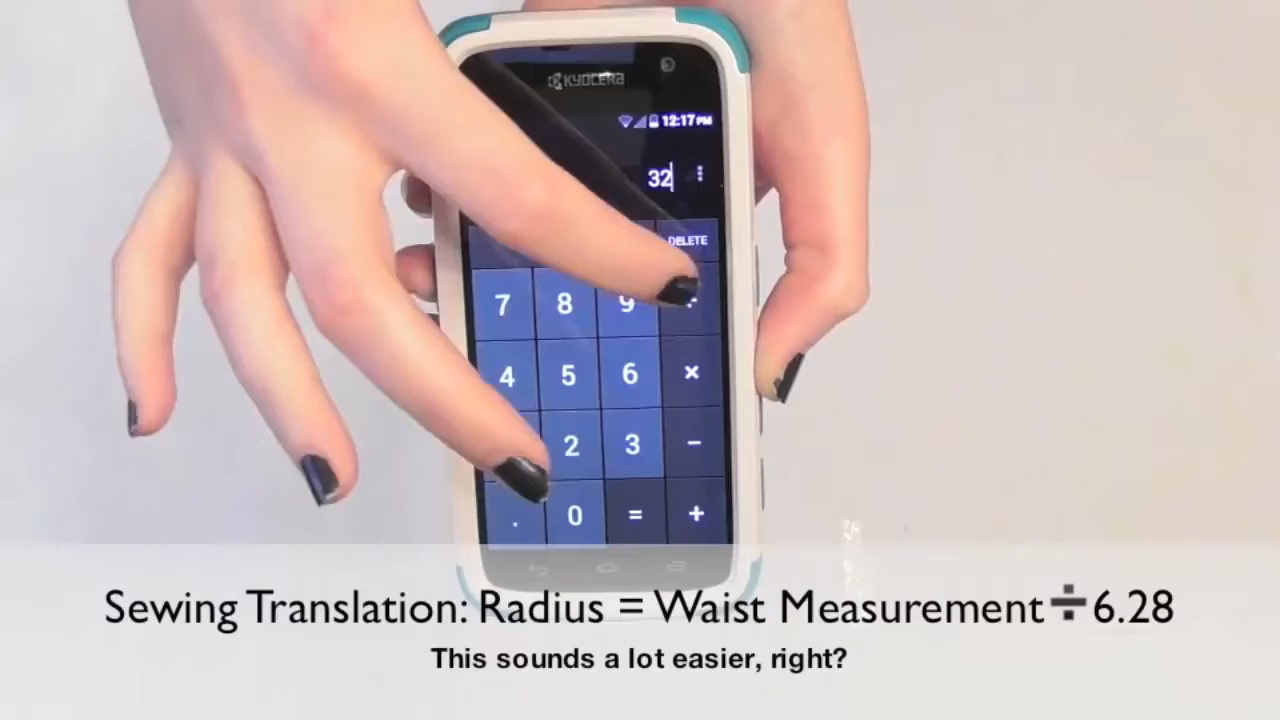 KYOCERA
12:17 PM
32
DELETE
7 8 9 ÷
4 5 6 ×
2 3 −
. 0 = +
Sewing Translation: Radius = Waist Measurement ÷ 6.28
This sounds a lot easier, right?